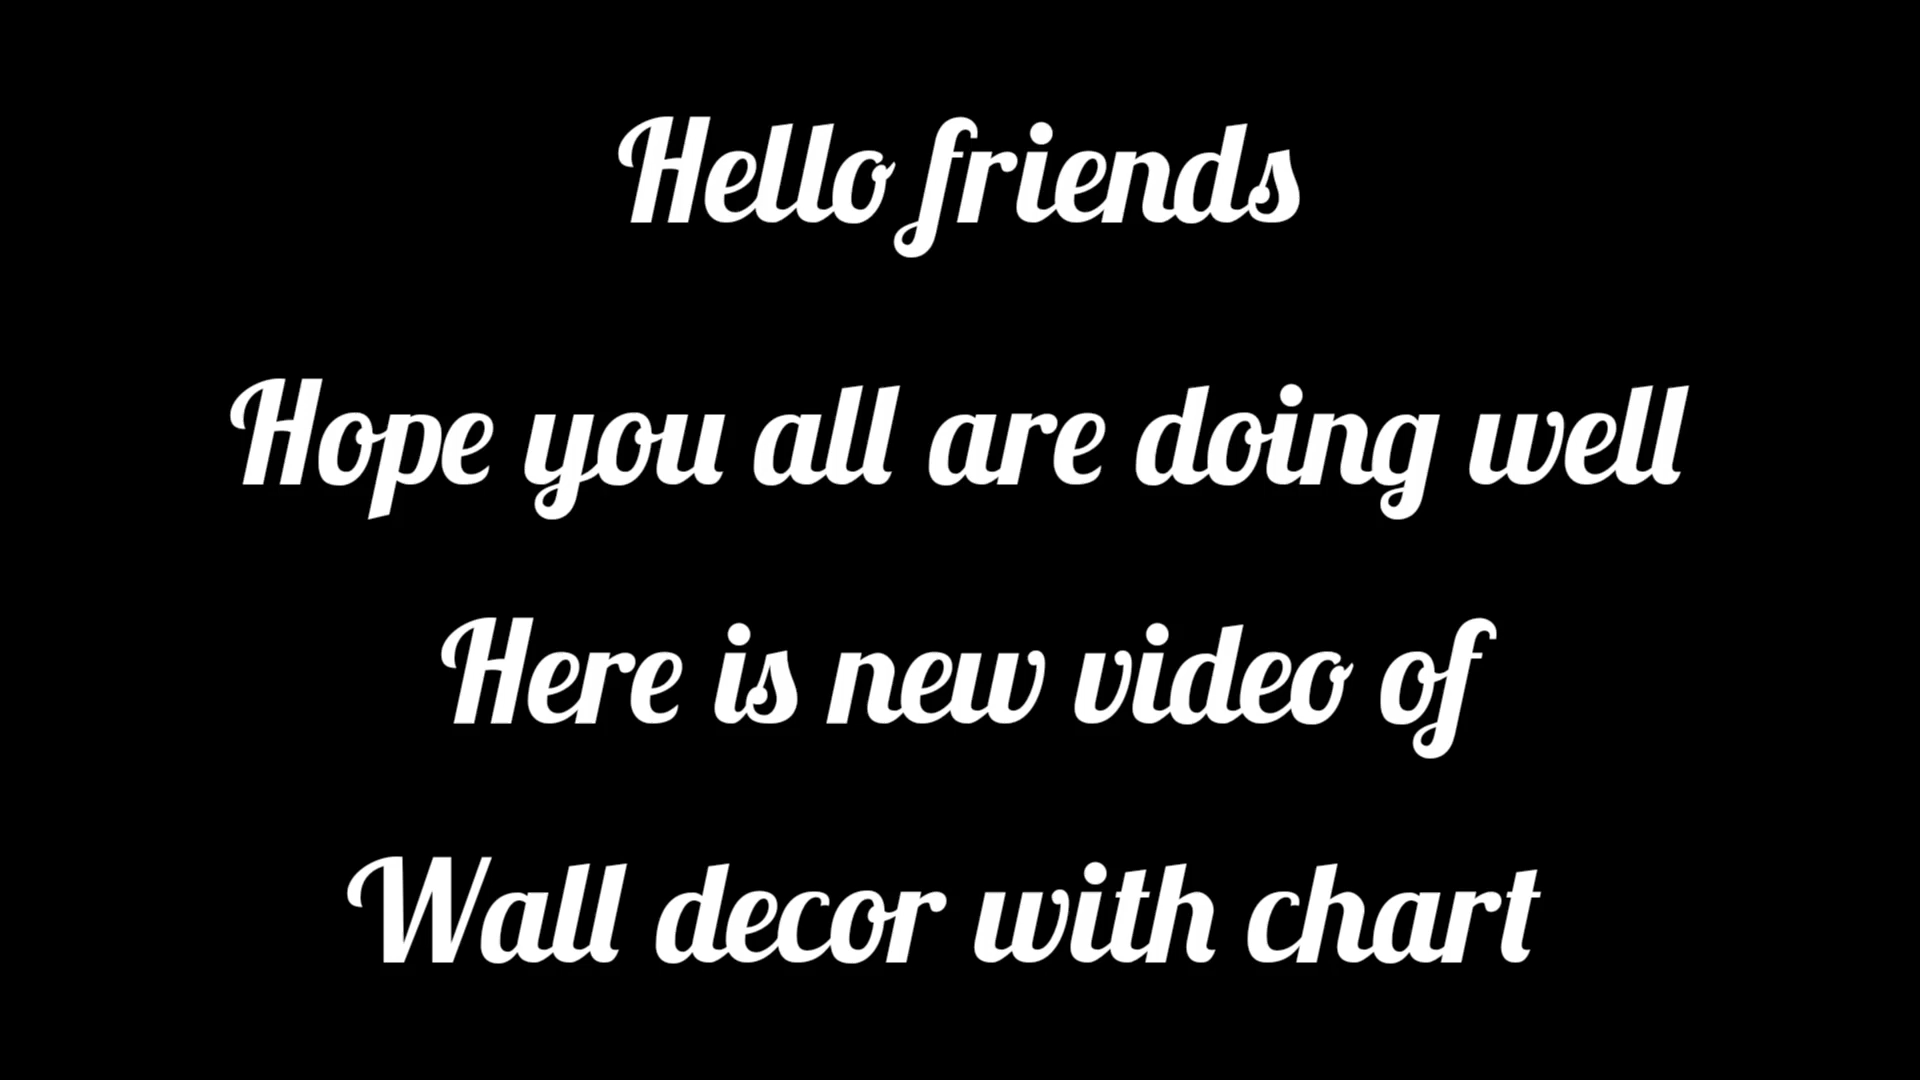 Hello friends
Hope you all are doing well
Here is new video of
Wall decor with chart